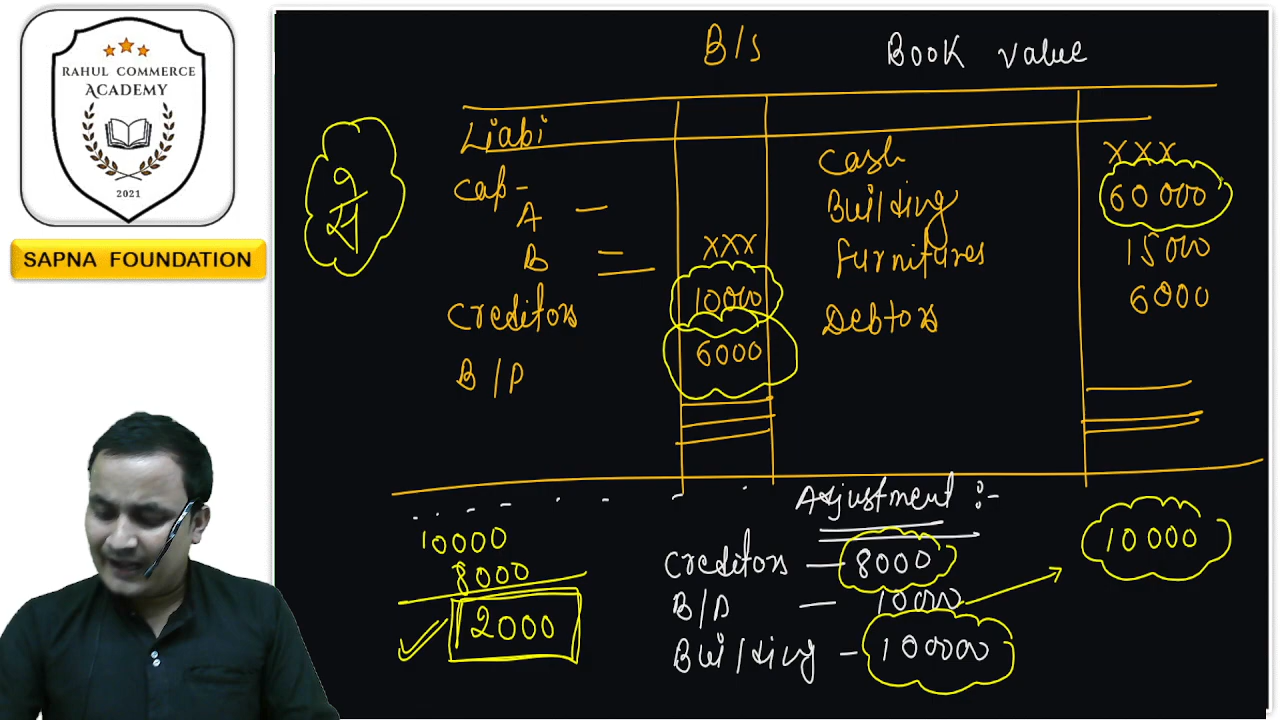 RAHUL COMMERCE
ACADEMY
2021
SAPNA FOUNDATION
B/S Book value
Liabi
Cap-
A -
B =
xxx
Creditors 10000
B/P 6000
Cash xxx
Building 60000
Furnitures 15000
Debtors 6000
Adjustment :-
Creditors - 8000
B/P - 10000 → 10000
Building - 100000
10000
8000
2000